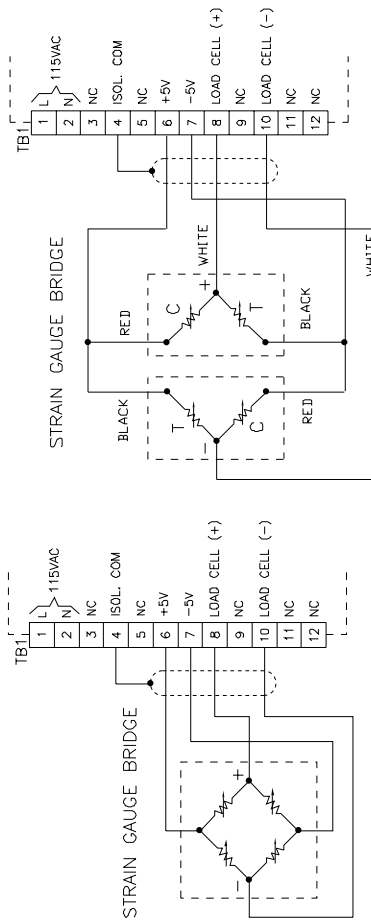 STRAIN GAUGE BRIDGE
TB1
1 L
2 N
115VAC
3 NC
4 ISOL. COM
5 NC
6 +5V
7 -5V
8 LOAD CELL (+)
9 NC
10 LOAD CELL (-)
11 NC
12 NC
+
-
STRAIN GAUGE BRIDGE
TB1
1 L
2 N
115VAC
3 NC
4 ISOL. COM
5 NC
6 +5V
7 -5V
8 LOAD CELL (+)
9 NC
10 LOAD CELL (-)
11 NC
12 NC
BLACK
RED
T
C
-
+
WHITE
C
T
RED
BLACK
WHITE